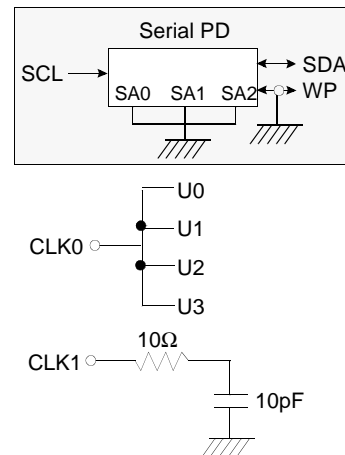 Serial PD
SCL
SDA
SA0 SA1 SA2
WP
U0
U1
CLK0
U2
U3
10Ω
CLK1
10pF